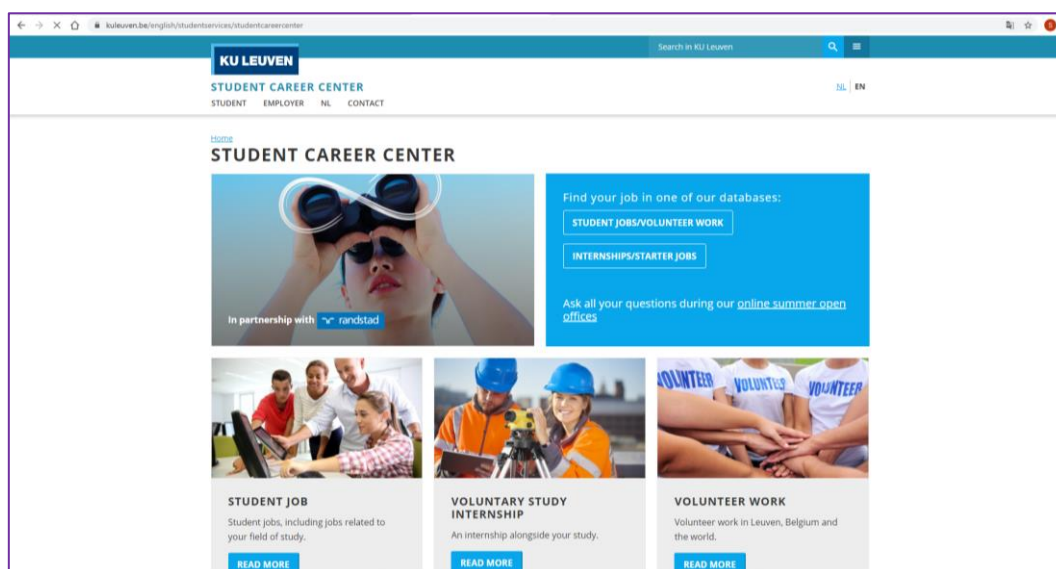 kuleuven.be/english/studentservices/studentcareercenter
Search in KU Leuven
KU LEUVEN
STUDENT CAREER CENTER
NL EN
STUDENT EMPLOYER NL CONTACT
Home
STUDENT CAREER CENTER
In partnership with randstad
Find your job in one of our databases:
STUDENT JOBS/VOLUNTEER WORK
INTERNSHIPS/STARTER JOBS
Ask all your questions during our online summer open
offices
VOLUNTEER VOLUNTEER VOLUNTEER
STUDENT JOB
Student jobs, including jobs related to
your field of study.
READ MORE
VOLUNTARY STUDY
INTERNSHIP
An internship alongside your study.
READ MORE
VOLUNTEER WORK
Volunteer work in Leuven, Belgium and
the world.
READ MORE